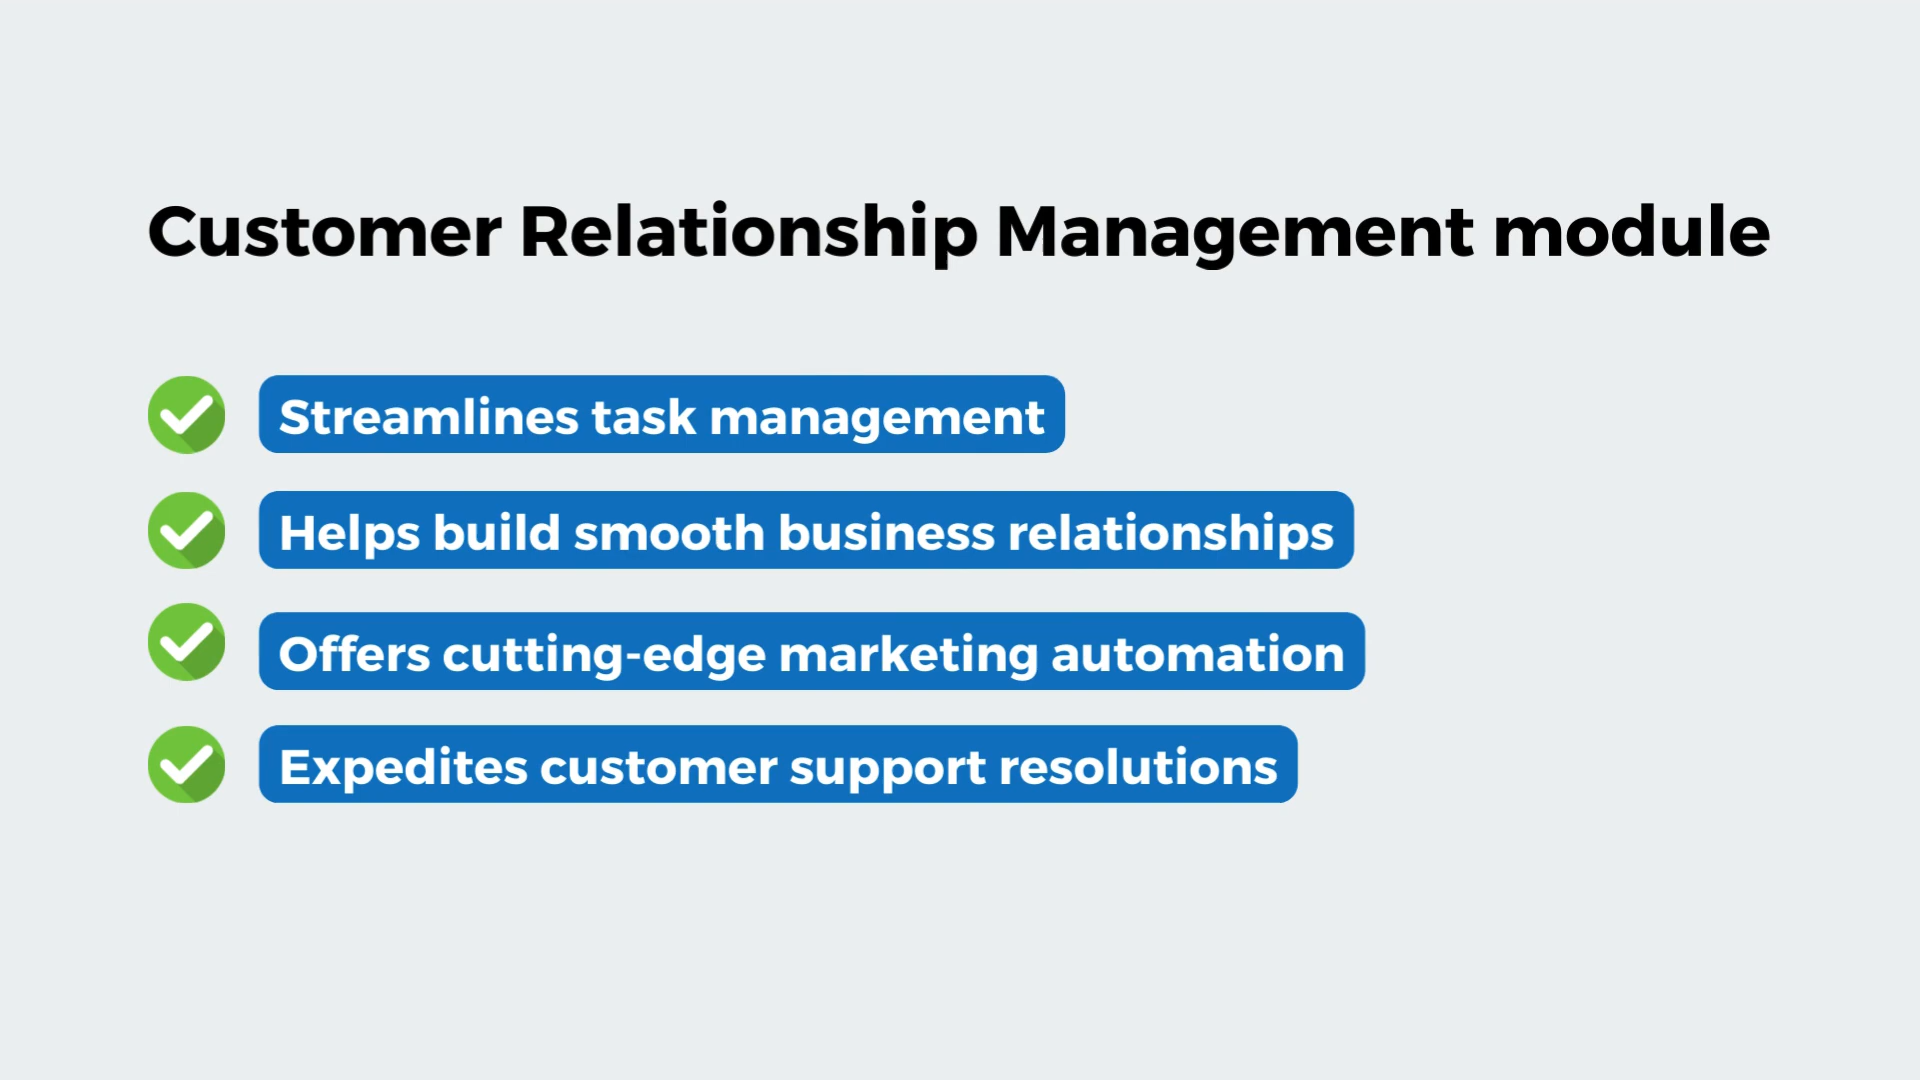 Customer Relationship Management module
Streamlines task management
Helps build smooth business relationships
Offers cutting-edge marketing automation
Expedites customer support resolutions